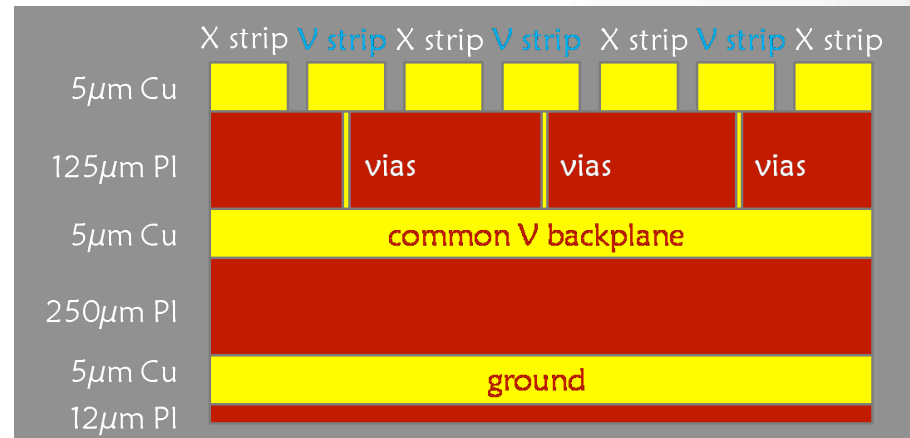 X strip V strip X strip V strip X strip V strip X strip
5μm Cu
125μm PI
vias vias vias
5μm Cu
common V backplane
250μm PI
5μm Cu
ground
12μm PI